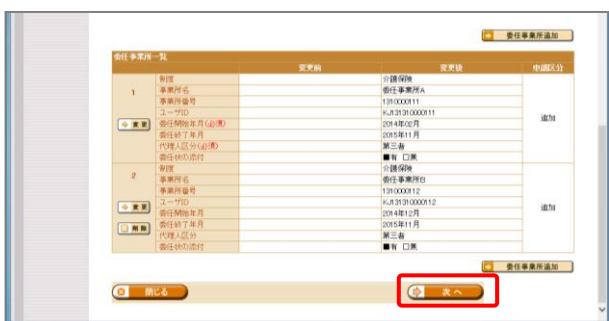 委任事業所追加
委任事業所一覧
変更前 変更後 申請区分
1 制度 介護保険 追加
事業所名 委任事業所A
事業所番号 1310000111
ユーザID KJ131310000111
変更 委任開始年月(必須) 2014年02月
委任終了年月 2015年11月
代理人区分(必須) 第三者
委任状の添付 ■有 □無
2 制度 介護保険 追加
事業所名 委任事業所B
事業所番号 1310000112
変更 ユーザID KJ131310000112
委任開始年月 2014年12月
削除 委任終了年月 2015年11月
代理人区分 第三者
委任状の添付 ■有 □無
委任事業所追加
閉じる 次へ